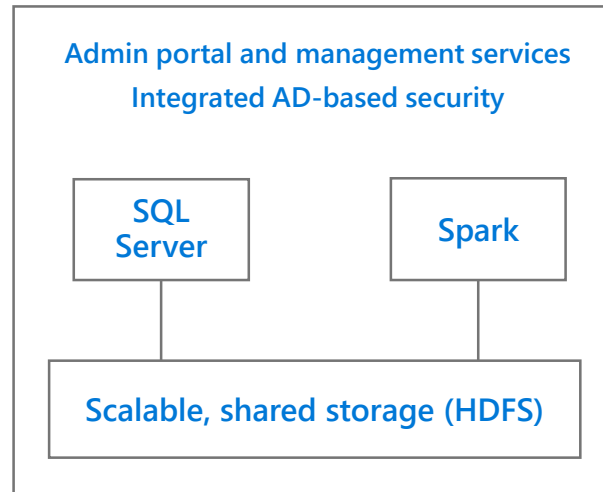 Admin portal and management services
Integrated AD-based security
SQL
Server
Spark
Scalable, shared storage (HDFS)